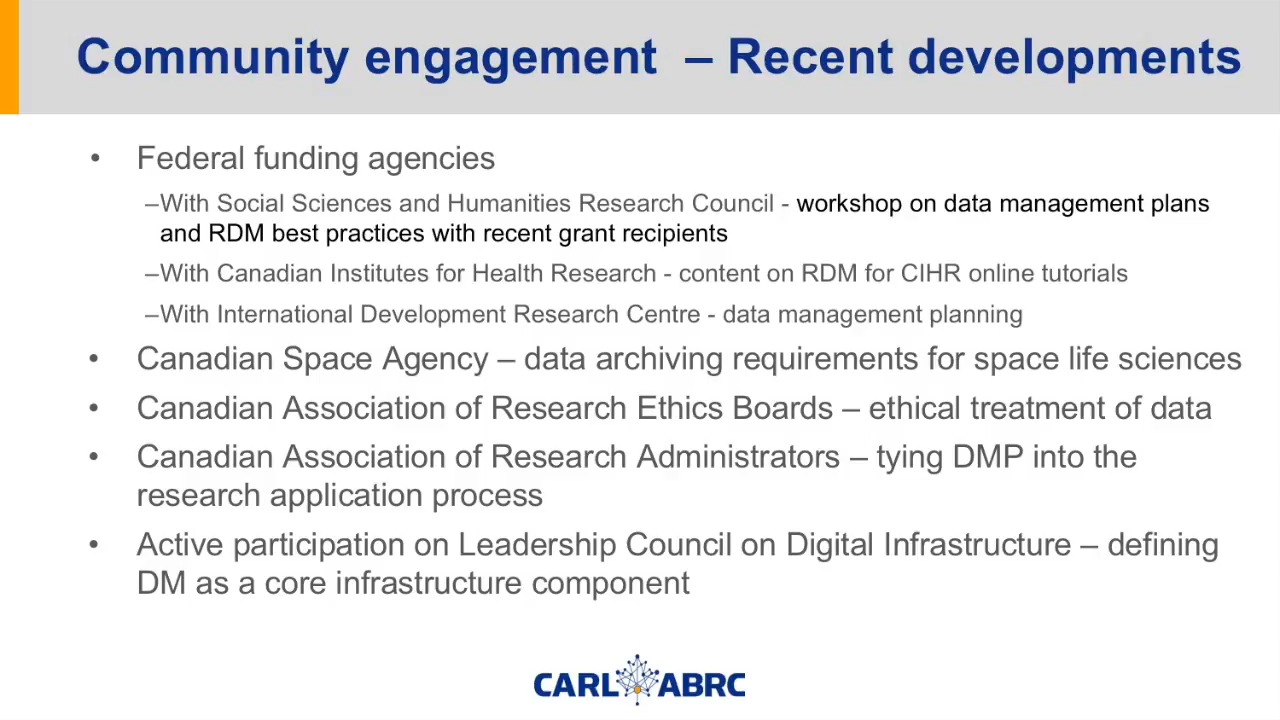 Community engagement – Recent developments
• Federal funding agencies
–With Social Sciences and Humanities Research Council - workshop on data management plans
and RDM best practices with recent grant recipients
–With Canadian Institutes for Health Research - content on RDM for CIHR online tutorials
–With International Development Research Centre - data management planning
• Canadian Space Agency – data archiving requirements for space life sciences
• Canadian Association of Research Ethics Boards – ethical treatment of data
• Canadian Association of Research Administrators – tying DMP into the
research application process
• Active participation on Leadership Council on Digital Infrastructure – defining
DM as a core infrastructure component
CARL ABRC